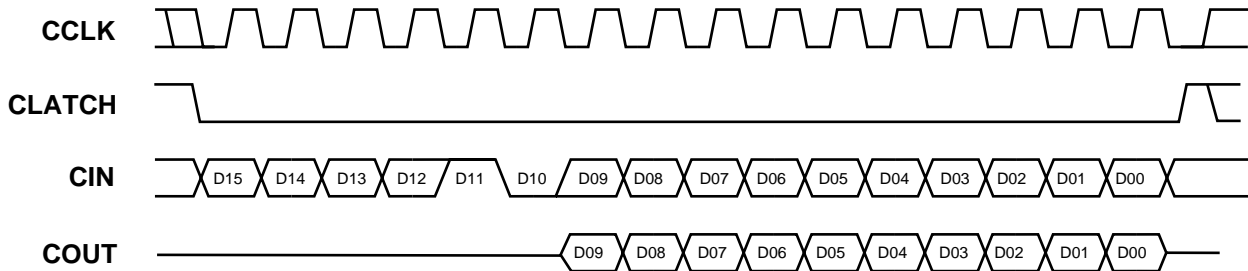 CCLK
CLATCH
CIN D15 D14 D13 D12 D11 D10 D09 D08 D07 D06 D05 D04 D03 D02 D01 D00
COUT D09 D08 D07 D06 D05 D04 D03 D02 D01 D00